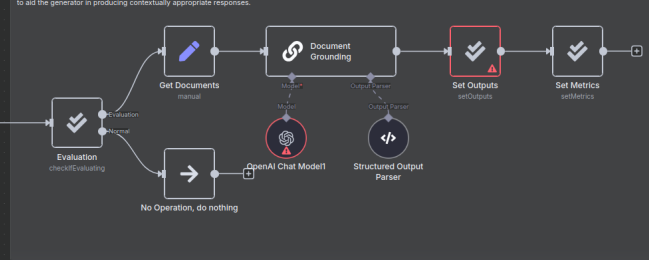 to aid the generator in producing contextually appropriate responses.
Document
Grounding
Get Documents
manual
Model*
Output Parser
Set Outputs
setOutputs
Set Metrics
setMetrics
Model
Output Parser
Evaluation
Normal
Evaluation
checkIfEvaluating
OpenAI Chat Model1
Structured Output
Parser
No Operation, do nothing